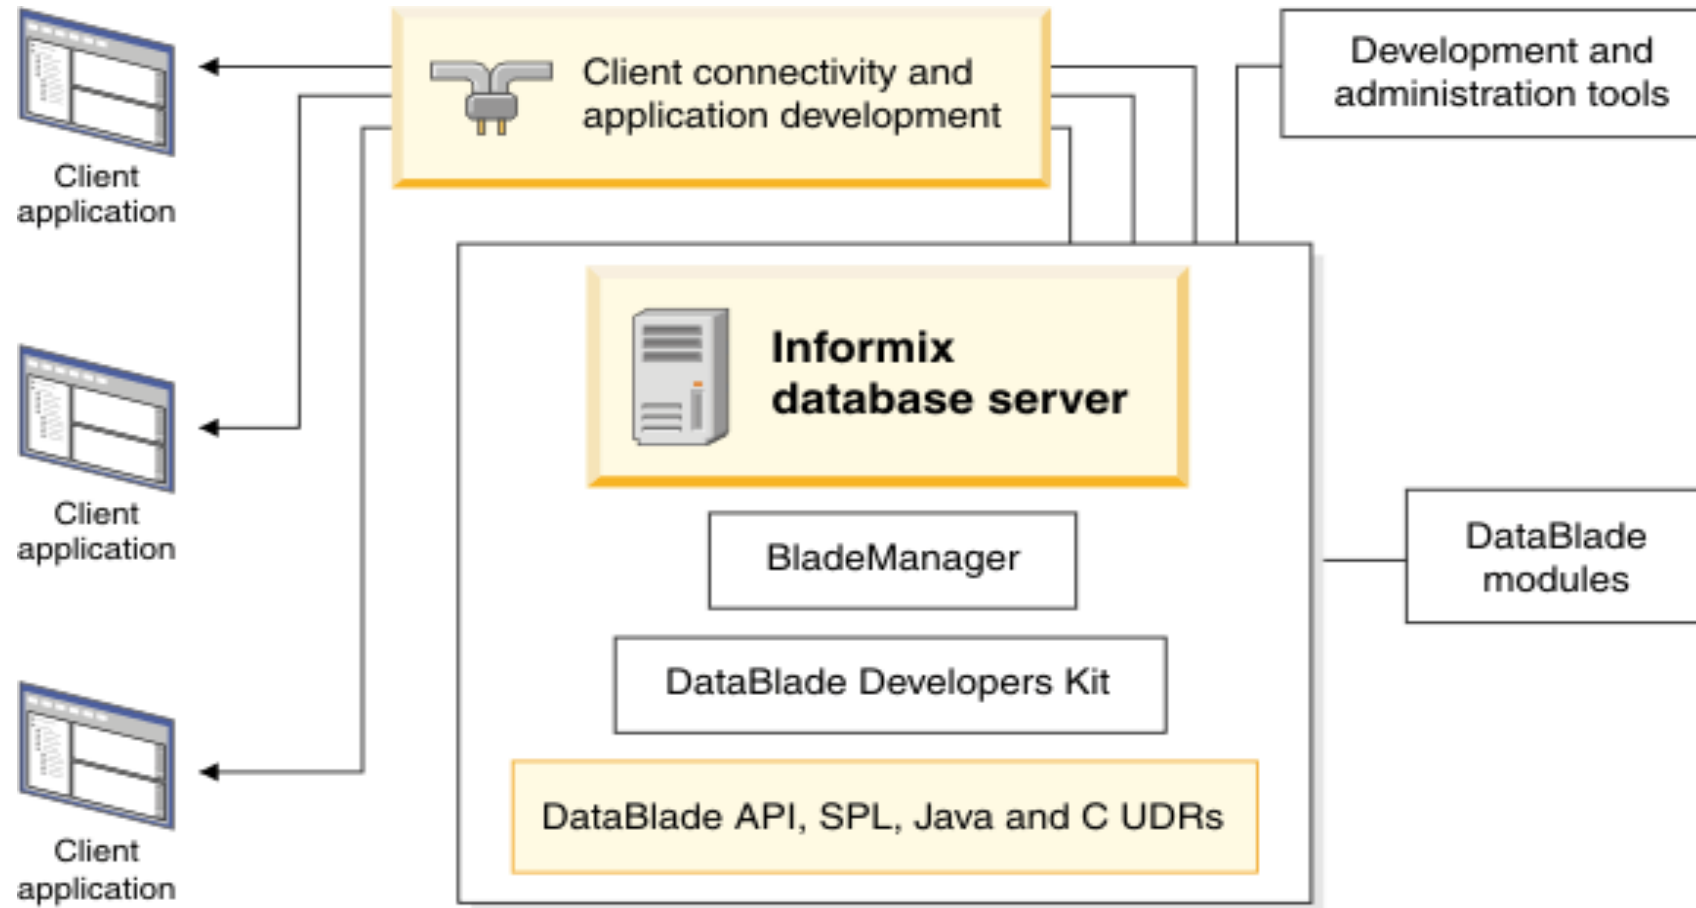 Client connectivity and
application development
Development and
administration tools
Client
application
Informix
database server
Client
application
BladeManager
DataBlade
modules
DataBlade Developers Kit
DataBlade API, SPL, Java and C UDRs
Client
application